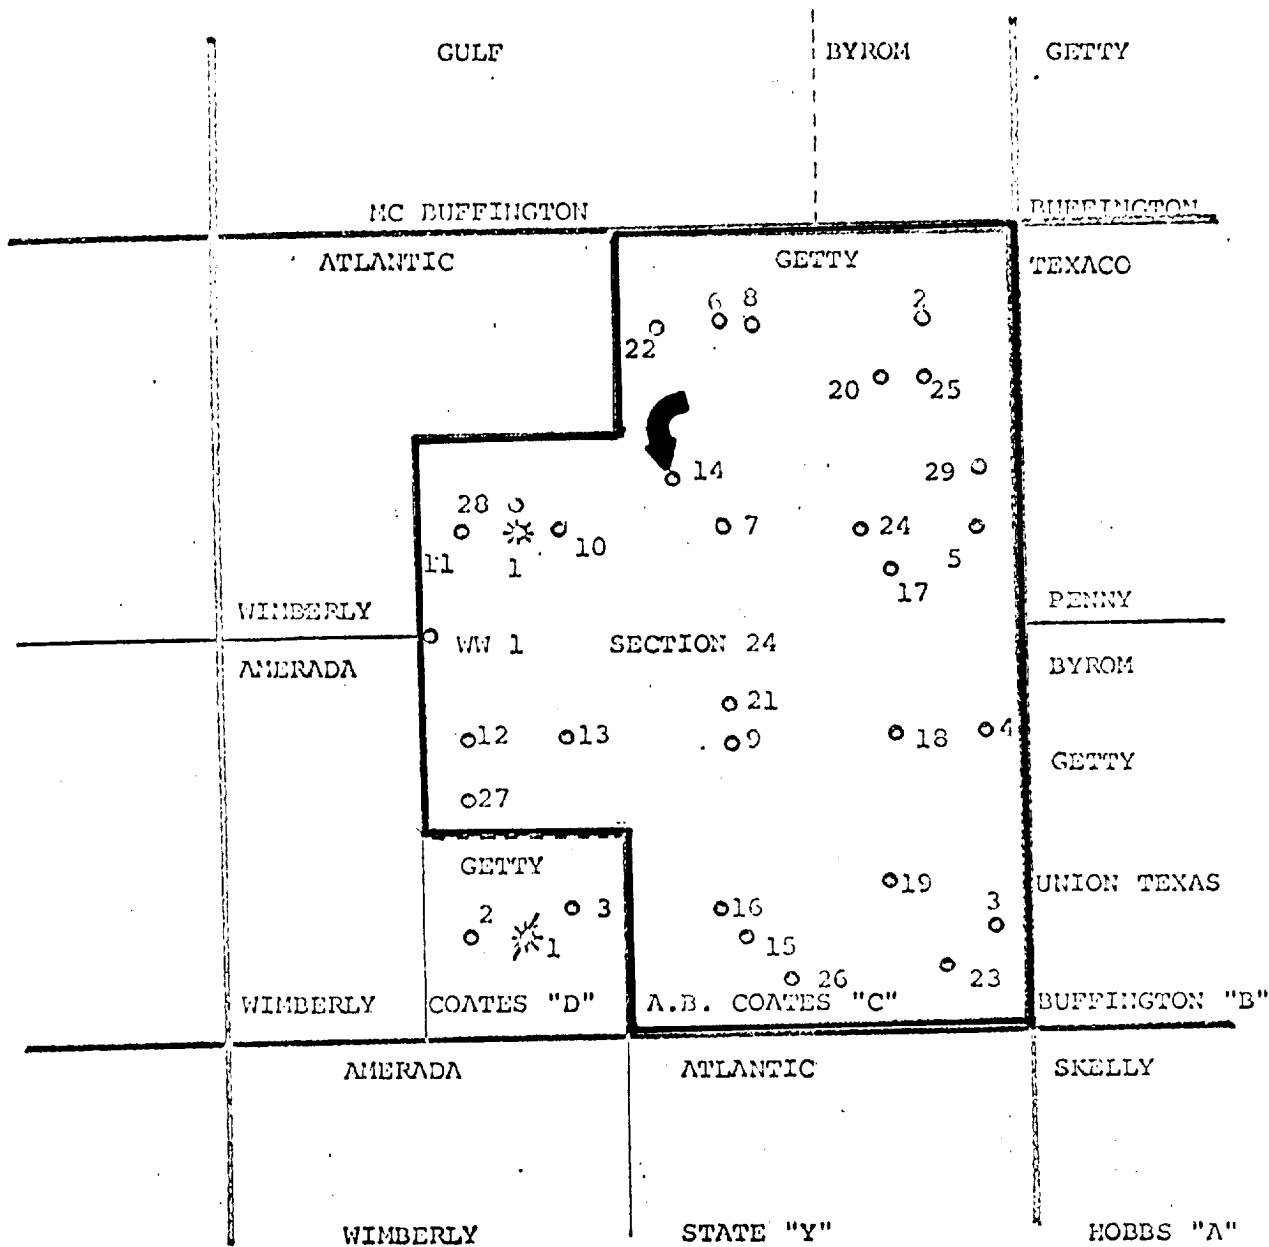 GULF
BYROM
GETTY
MC BUFFINGTON
BUFFINGTON
ATLANTIC
GETTY
TEXACO
6
8
2
22
20
25
14
29
28
11
1
10
7
24
5
17
WIMBERLY
PENNY
WW 1
SECTION 24
AMERADA
BYROM
21
12
13
9
18
4
GETTY
27
GETTY
19
UNION TEXAS
2
3
16
3
1
15
26
23
WIMBERLY
COATES "D"
A.B. COATES "C"
BUFFINGTON "B"
AMERADA
ATLANTIC
SKELLY
WIMBERLY
STATE "Y"
HOBBS "A"